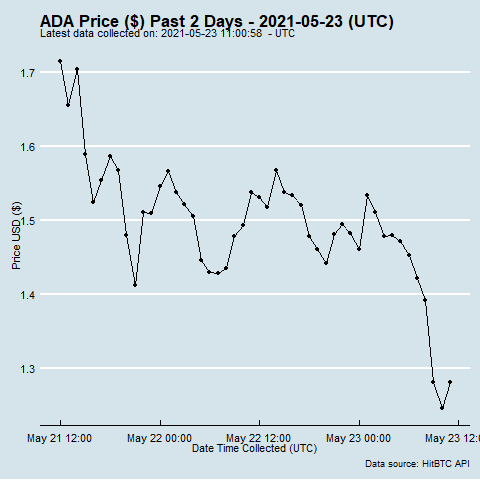 ADA Price ($) Past 2 Days - 2021-05-23 (UTC)
Latest data collected on: 2021-05-23 11:00:58  - UTC
1.7
1.6
1.5
1.4
1.3
Price USD ($)
May 21 12:00 May 22 00:00 May 22 12:00 May 23 00:00 May 23 12:00
Date Time Collected (UTC)
Data source: HitBTC API